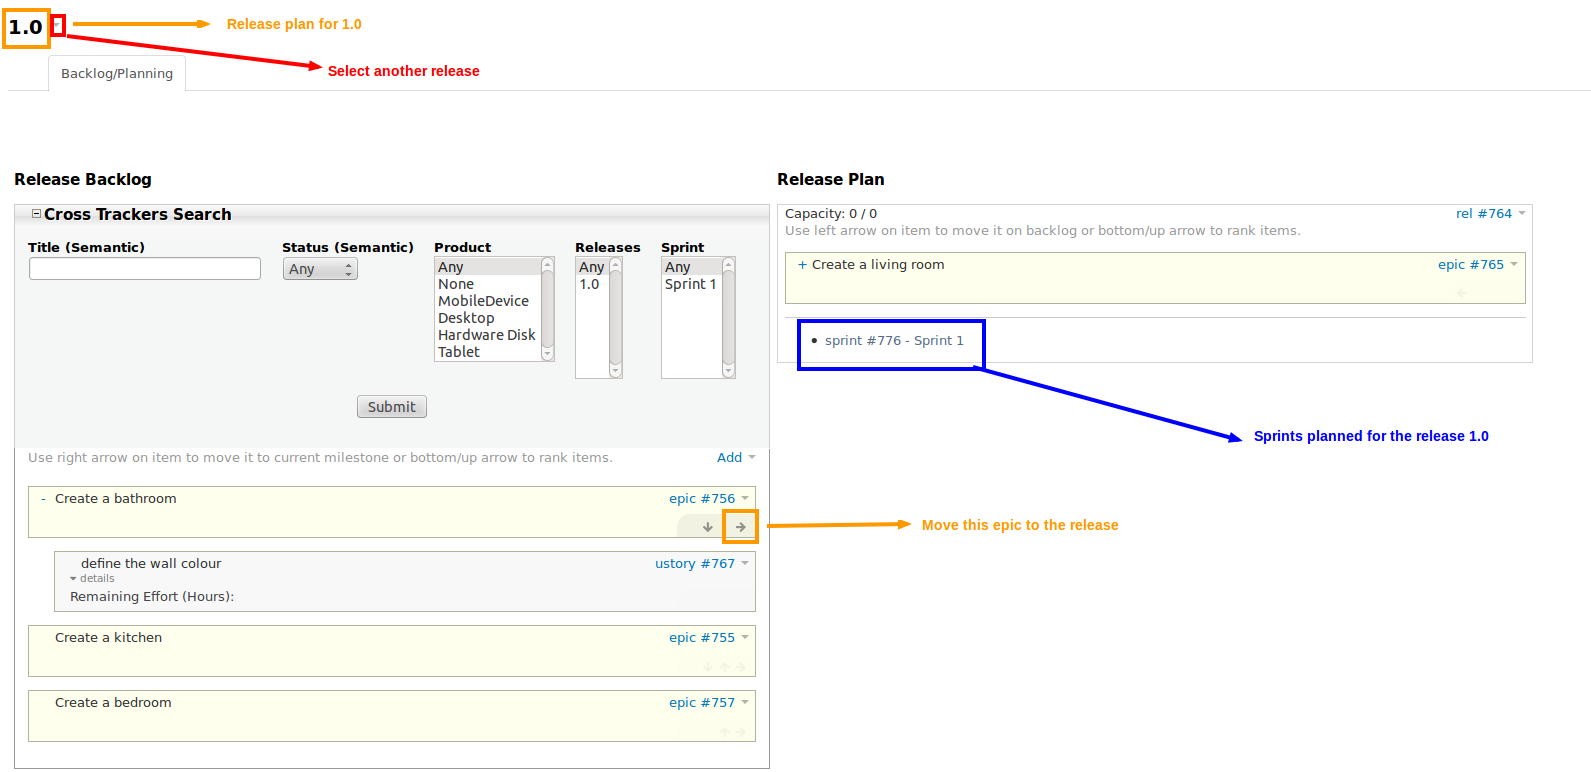 1.0
Release plan for 1.0
Select another release
Backlog/Planning
Release Backlog
Cross Trackers Search
Title (Semantic)
Status (Semantic)
Any
Product
Any
None
MobileDevice
Desktop
Hardware Disk
Tablet
Releases
Any
1.0
Sprint
Any
Sprint 1
Submit
Use right arrow on item to move it to current milestone or bottom/up arrow to rank items.
Add
- Create a bathroom
epic #756
Move this epic to the release
define the wall colour
ustory #767
details
Remaining Effort (Hours):
Create a kitchen
epic #755
Create a bedroom
epic #757
Release Plan
Capacity: 0 / 0
rel #764
Use left arrow on item to move it on backlog or bottom/up arrow to rank items.
+ Create a living room
epic #765
• sprint #776 - Sprint 1
Sprints planned for the release 1.0